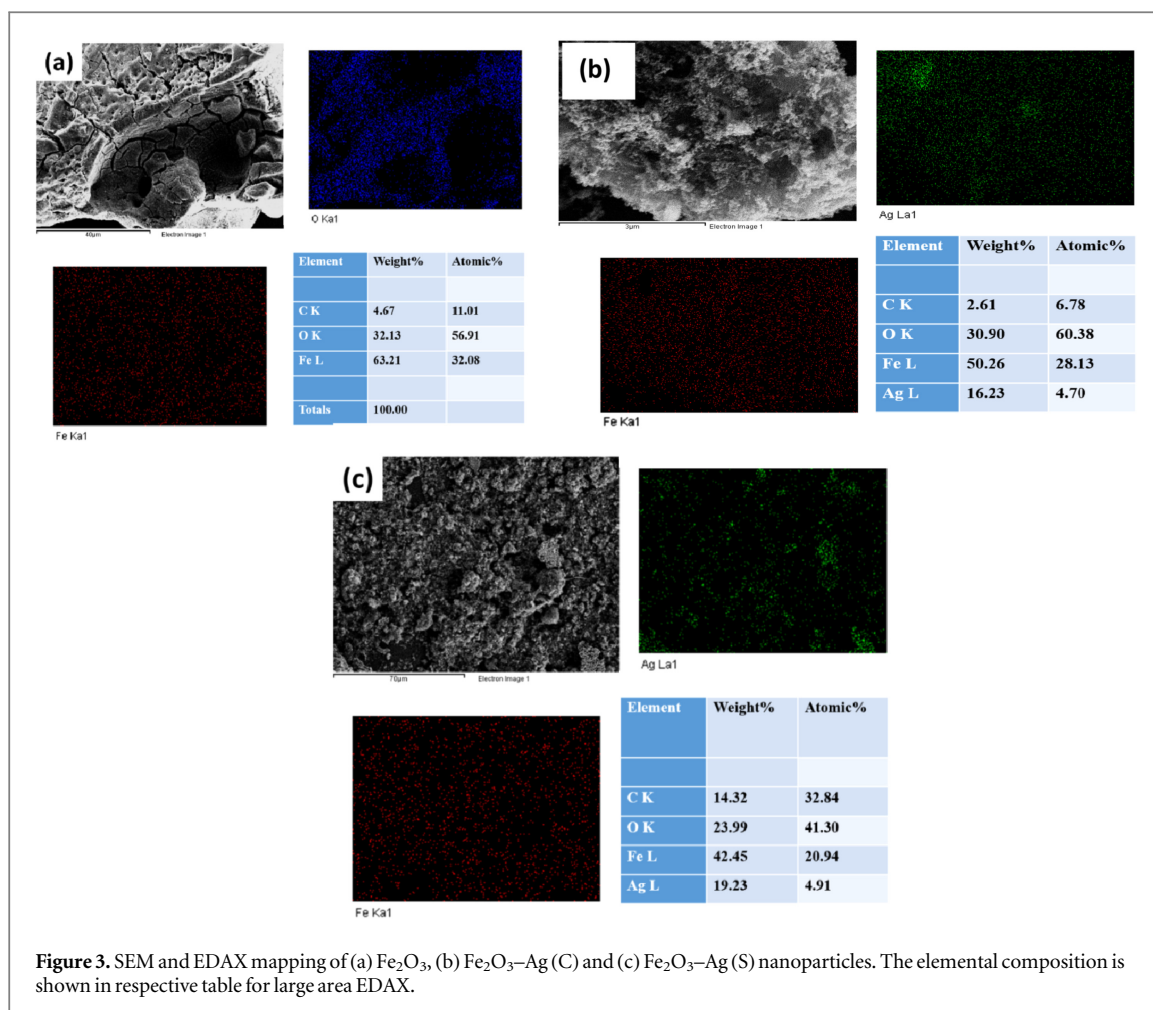 (a)
40µm
Electron Image 1
O Ka1
Fe Ka1
Element Weight% Atomic%
C K 4.67 11.01
O K 32.13 56.91
Fe L 63.21 32.08
Totals 100.00
(b)
3µm
Electron Image 1
Ag La1
Fe Ka1
Element Weight% Atomic%
C K 2.61 6.78
O K 30.90 60.38
Fe L 50.26 28.13
Ag L 16.23 4.70
(c)
70µm
Electron Image 1
Ag La1
Fe Ka1
Element Weight% Atomic%
C K 14.32 32.84
O K 23.99 41.30
Fe L 42.45 20.94
Ag L 19.23 4.91
Figure 3. SEM and EDAX mapping of (a) Fe₂O₃, (b) Fe₂O₃–Ag (C) and (c) Fe₂O₃–Ag (S) nanoparticles. The elemental composition is
shown in respective table for large area EDAX.